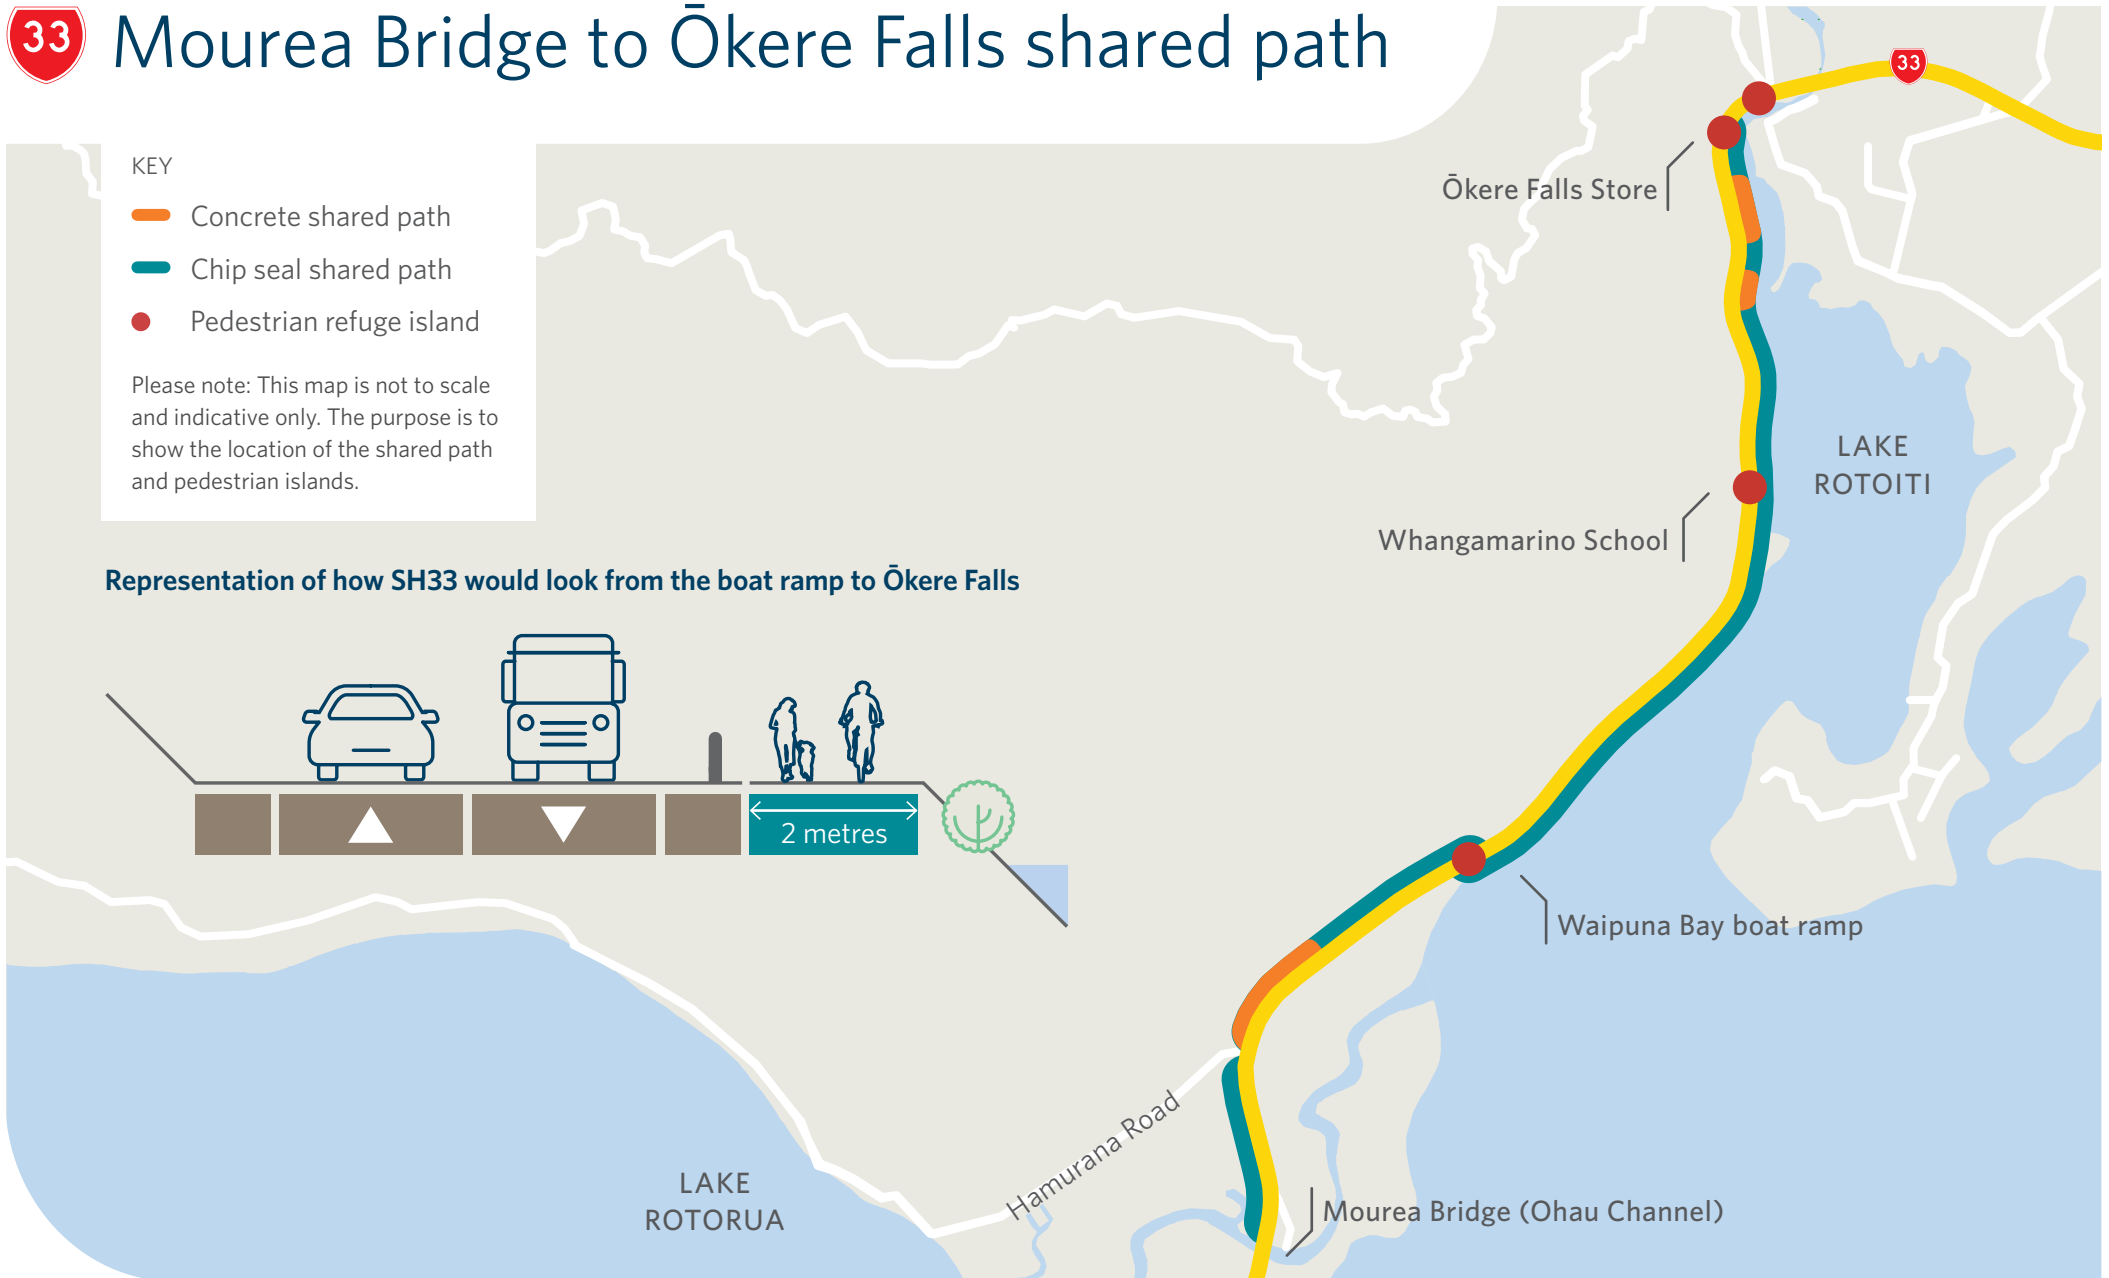 33
Mourea Bridge to Ōkere Falls shared path
33
KEY
Concrete shared path
Chip seal shared path
Pedestrian refuge island
Please note: This map is not to scale
and indicative only. The purpose is to
show the location of the shared path
and pedestrian islands.
Ōkere Falls Store
LAKE
ROTOITI
Whangamarino School
Representation of how SH33 would look from the boat ramp to Ōkere Falls
2 metres
Waipuna Bay boat ramp
Hamurana Road
LAKE
ROTORUA
Mourea Bridge (Ohau Channel)